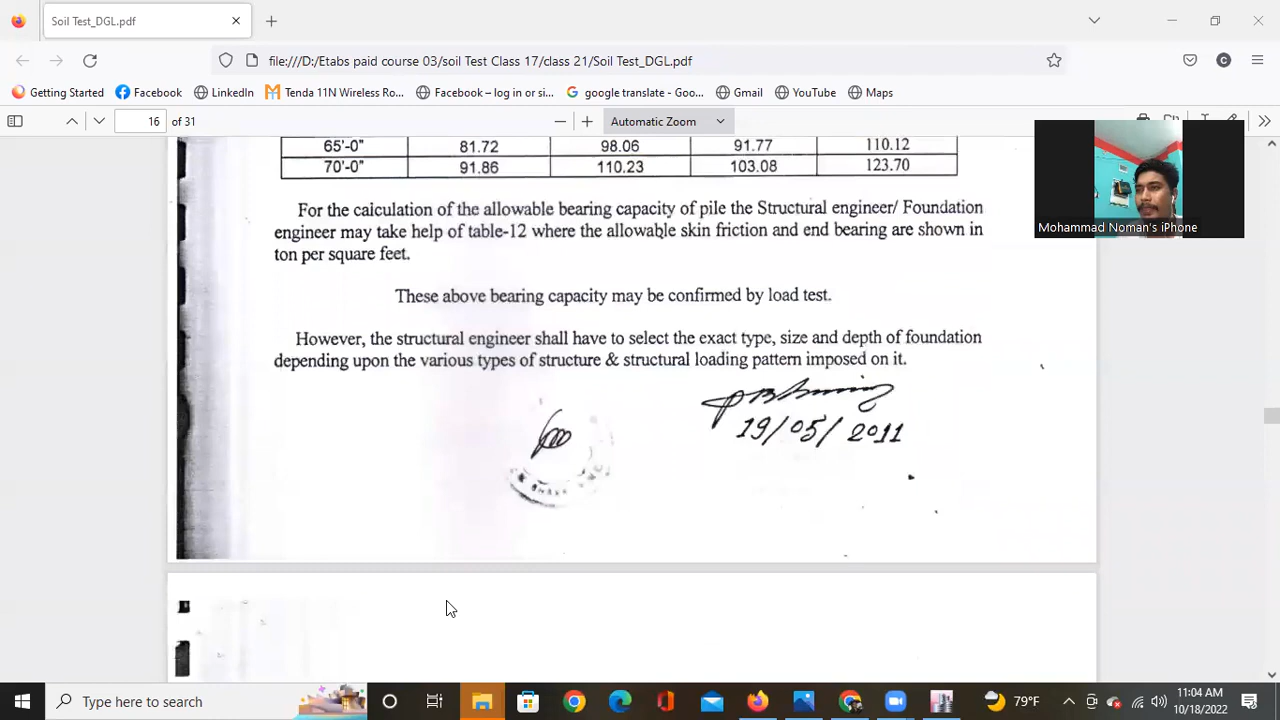 Soil Test_DGL.pdf
file:///D:/Etabs paid course 03/soil Test Class 17/class 21/Soil Test_DGL.pdf
Getting Started Facebook LinkedIn Tenda 11N Wireless Ro... Facebook – log in or si... google translate - Goo... Gmail YouTube Maps
16 of 31 Automatic Zoom
65'-0" 81.72 98.06 91.77 110.12
70'-0" 91.86 110.23 103.08 123.70
Mohammad Noman's iPhone
For the calculation of the allowable bearing capacity of pile the Structural engineer/ Foundation
engineer may take help of table-12 where the allowable skin friction and end bearing are shown in
ton per square feet.
These above bearing capacity may be confirmed by load test.
However, the structural engineer shall have to select the exact type, size and depth of foundation
depending upon the various types of structure & structural loading pattern imposed on it.
19/05/2011
Type here to search
79°F
11:04 AM
10/18/2022